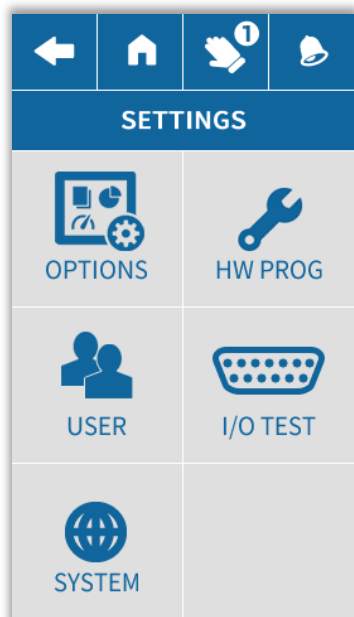 1
SETTINGS
OPTIONS
HW PROG
USER
I/O TEST
SYSTEM